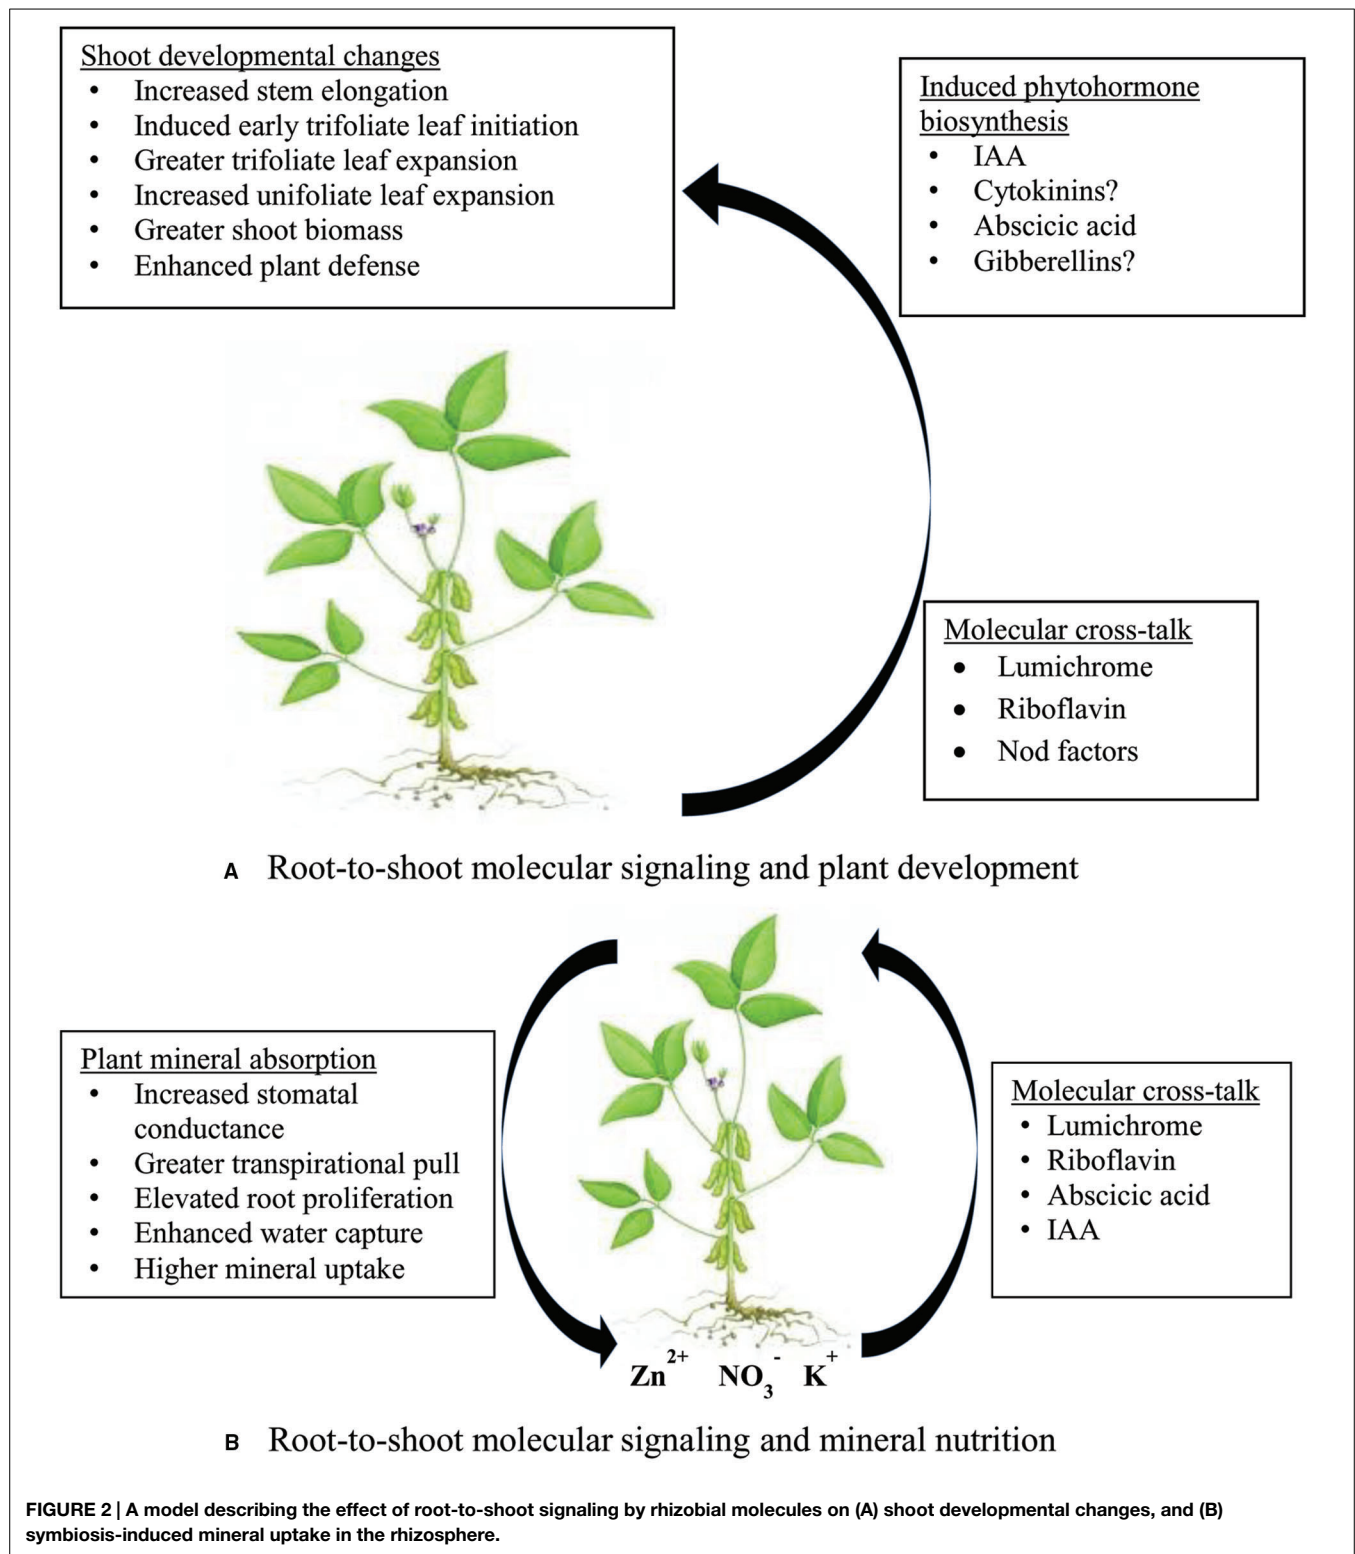 Shoot developmental changes
• Increased stem elongation
• Induced early trifoliate leaf initiation
• Greater trifoliate leaf expansion
• Increased unifoliate leaf expansion
• Greater shoot biomass
• Enhanced plant defense
Induced phytohormone
biosynthesis
• IAA
• Cytokinins?
• Abscicic acid
• Gibberellins?
Molecular cross-talk
• Lumichrome
• Riboflavin
• Nod factors
A Root-to-shoot molecular signaling and plant development
Plant mineral absorption
• Increased stomatal
conductance
• Greater transpirational pull
• Elevated root proliferation
• Enhanced water capture
• Higher mineral uptake
Molecular cross-talk
• Lumichrome
• Riboflavin
• Abscicic acid
• IAA
Zn²⁺ NO₃⁻ K⁺
B Root-to-shoot molecular signaling and mineral nutrition
FIGURE 2 | A model describing the effect of root-to-shoot signaling by rhizobial molecules on (A) shoot developmental changes, and (B)
symbiosis-induced mineral uptake in the rhizosphere.